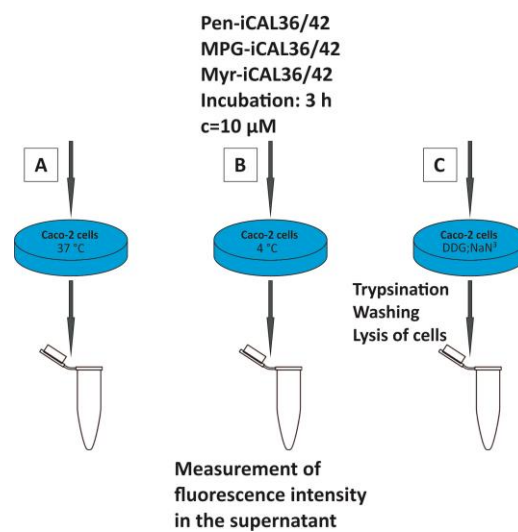 Pen-iCAL36/42
MPG-iCAL36/42
Myr-iCAL36/42
Incubation: 3 h
c=10 µM
A
B
C
Caco-2 cells
37 °C
Caco-2 cells
4 °C
Caco-2 cells
DDG;NaN³
Trypsination
Washing
Lysis of cells
Measurement of
fluorescence intensity
in the supernatant